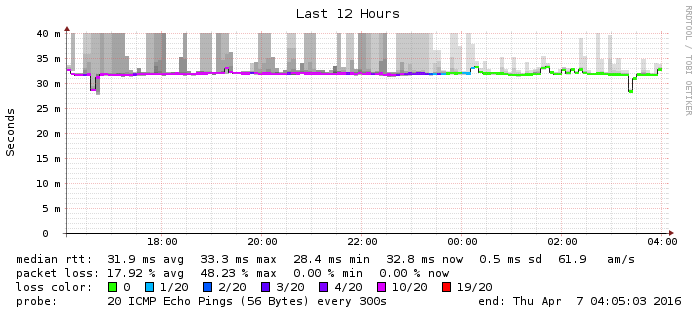 Last 12 Hours
RRDTOOL / TOBI OETIKER
Seconds
40 m
35 m
30 m
25 m
20 m
15 m
10 m
5 m
0
18:00 20:00 22:00 00:00 02:00 04:00
median rtt: 31.9 ms avg 33.3 ms max 28.4 ms min 32.8 ms now 0.5 ms sd 61.9 am/s
packet loss: 17.92 % avg 48.23 % max 0.00 % min 0.00 % now
loss color: 0 1/20 2/20 3/20 4/20 10/20 19/20
probe: 20 ICMP Echo Pings (56 Bytes) every 300s end: Thu Apr 7 04:05:03 2016